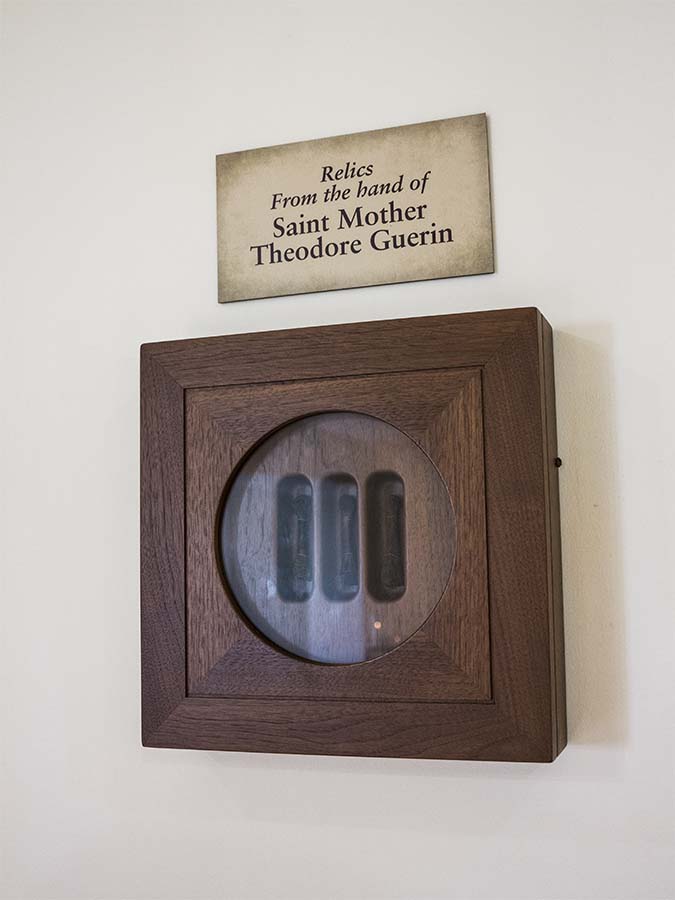 Relics
From the hand of
Saint Mother
Theodore Guerin